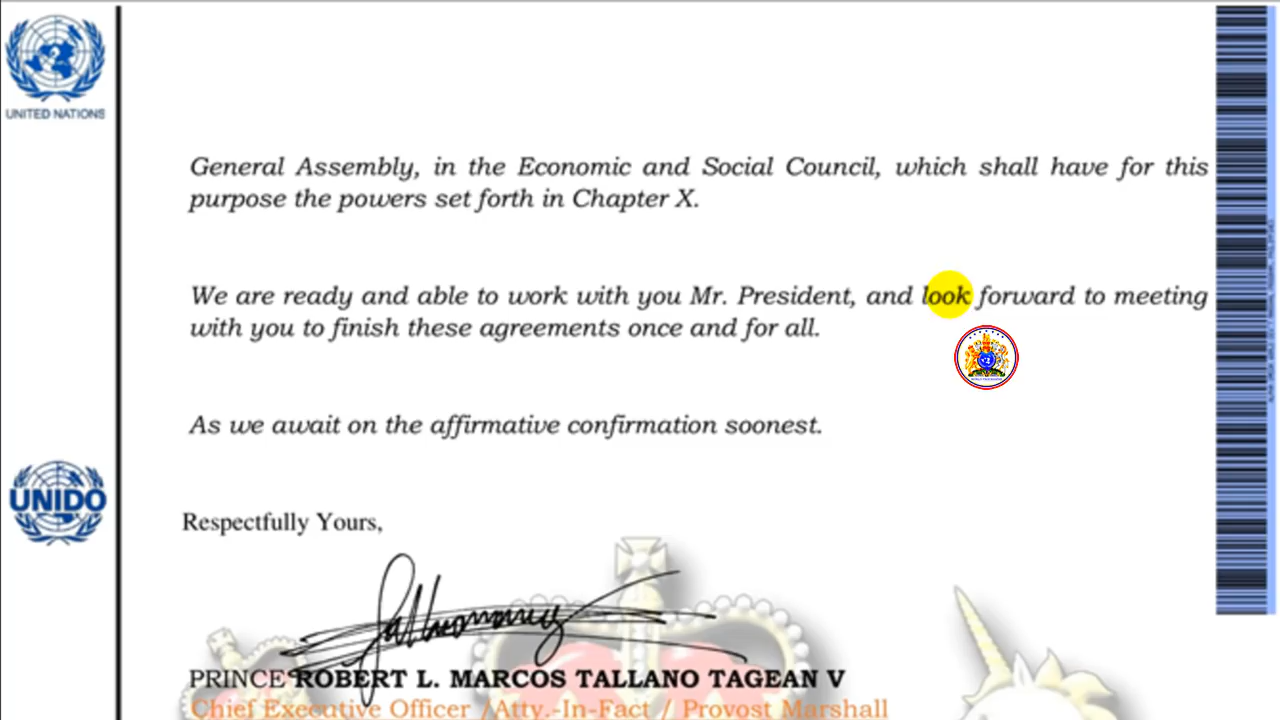 UNITED NATIONS
General Assembly, in the Economic and Social Council, which shall have for this
purpose the powers set forth in Chapter X.
We are ready and able to work with you Mr. President, and look forward to meeting
with you to finish these agreements once and for all.
As we await on the affirmative confirmation soonest.
UNIDO
Respectfully Yours,
PRINCE ROBERT L. MARCOS TALLANO TAGEAN V
Chief Executive Officer /Atty.-In-Fact / Provost Marshall